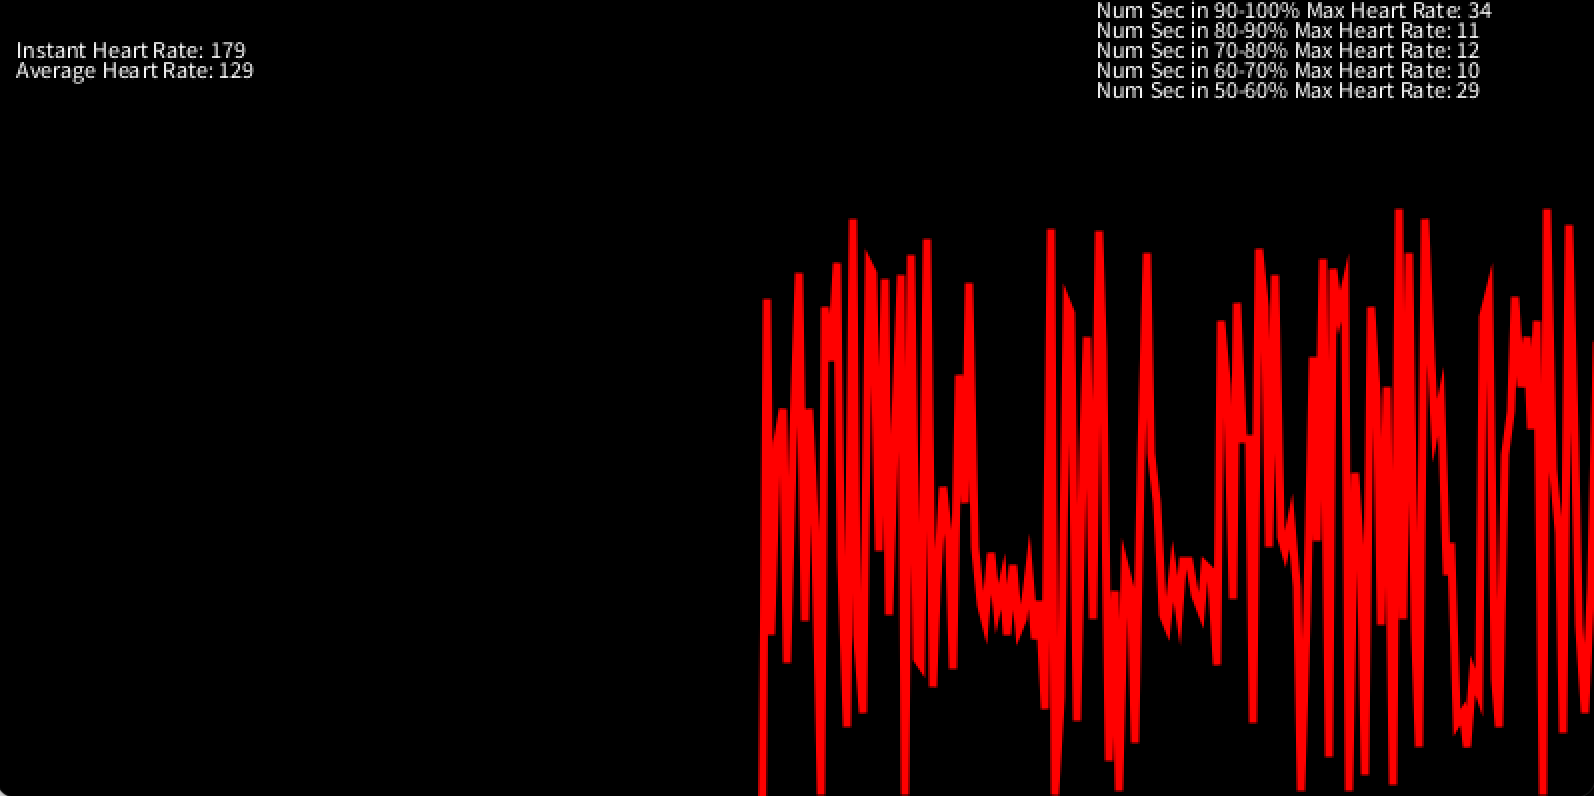 Instant Heart Rate: 179
Average Heart Rate: 129
Num Sec in 90-100% Max Heart Rate: 34
Num Sec in 80-90% Max Heart Rate: 11
Num Sec in 70-80% Max Heart Rate: 12
Num Sec in 60-70% Max Heart Rate: 10
Num Sec in 50-60% Max Heart Rate: 29